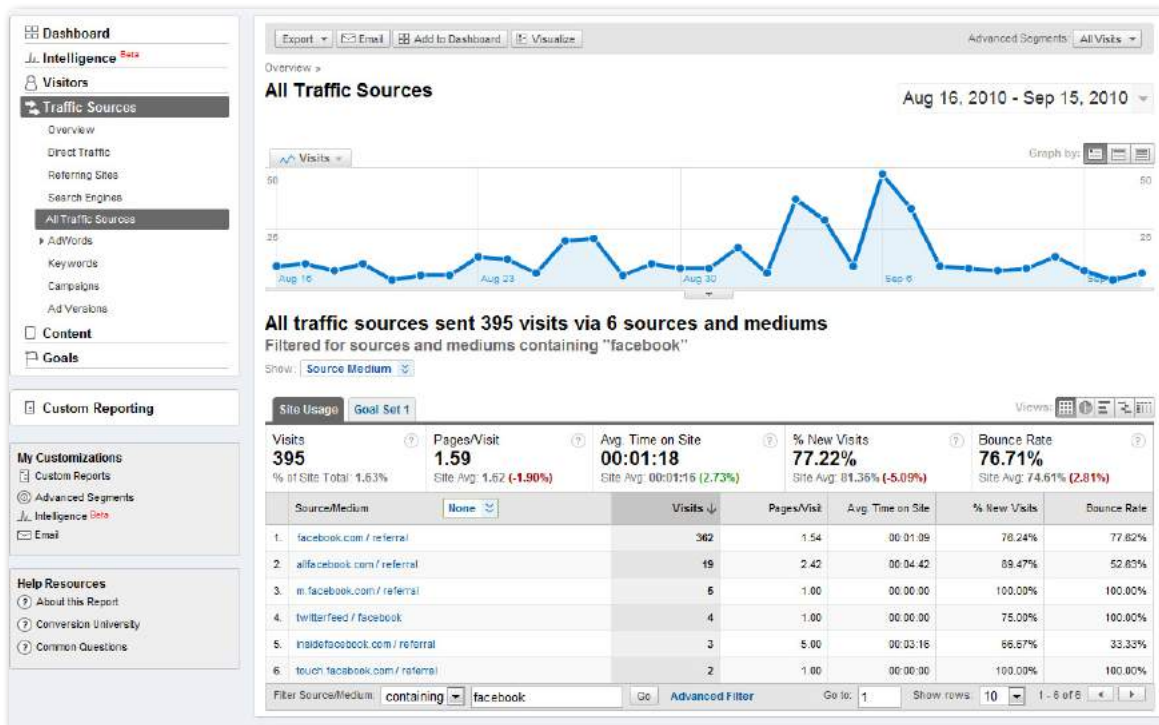 Dashboard
Intelligence Beta
Visitors
Traffic Sources
Overview
Direct Traffic
Referring Sites
Search Engines
All Traffic Sources
AdWords
Keywords
Campaigns
Ad Versions
Content
Goals
Custom Reporting
My Customizations
Custom Reports
Advanced Segments
Intelligence Beta
Email
Help Resources
About this Report
Conversion University
Common Questions
Export Email Add to Dashboard Visualize Advanced Segments: All Visits
Overview »
All Traffic Sources
Aug 16, 2010 - Sep 15, 2010
Visits Graph by:
50 50
25 25
Aug 16 Aug 23 Aug 30 Sep 6
All traffic sources sent 395 visits via 6 sources and mediums
Filtered for sources and mediums containing "facebook"
Show: Source Medium
Site Usage Goal Set 1 Views:
Visits Pages/Visit Avg. Time on Site % New Visits Bounce Rate
395 1.59 00:01:18 77.22% 76.71%
% of Site Total: 1.63% Site Avg: 1.62 (-1.90%) Site Avg: 00:01:16 (2.73%) Site Avg: 81.36% (-5.09%) Site Avg: 74.61% (2.81%)
Source/Medium None Visits Pages/Visit Avg. Time on Site % New Visits Bounce Rate
1. facebook.com / referral 362 1.54 00:01:09 76.24% 77.62%
2. allfacebook.com / referral 19 2.42 00:04:42 89.47% 52.63%
3. m.facebook.com / referral 5 1.00 00:00:00 100.00% 100.00%
4. twitterfeed / facebook 4 1.00 00:00:00 75.00% 100.00%
5. insidefacebook.com / referral 3 5.00 00:03:16 66.67% 33.33%
6. touch.facebook.com / referral 2 1.00 00:00:00 100.00% 100.00%
Filter Source/Medium: containing facebook Go Advanced Filter Go to: 1 Show rows: 10 1 - 6 of 6